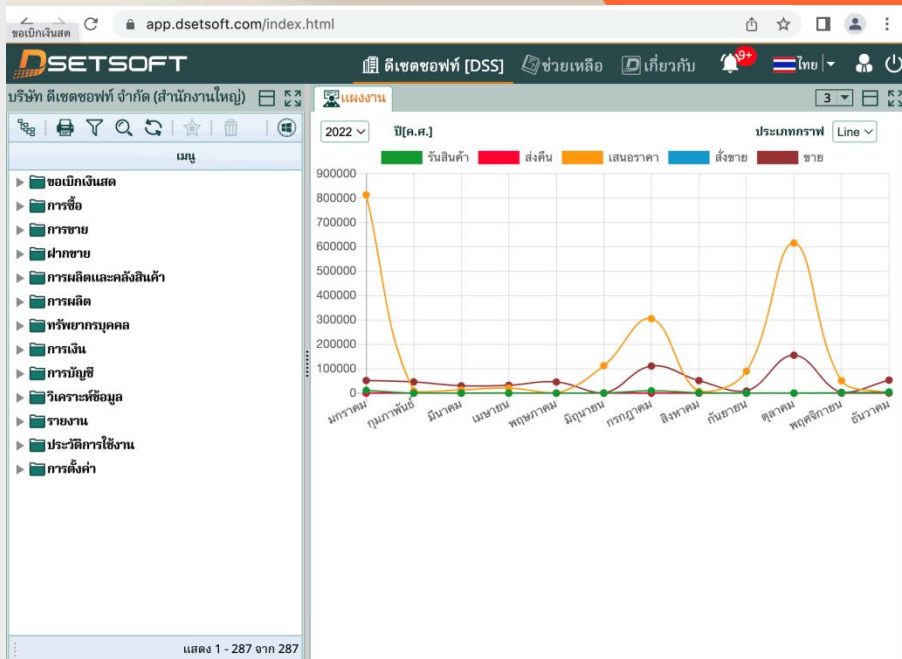 app.dsetsoft.com/index.html
ขอเบิกเงินสด
DSETSOFT
ดีเซตซอฟท์ [DSS] ช่วยเหลือ เกี่ยวกับ 9+ ไทย
บริษัท ดีเซตซอฟท์ จำกัด (สำนักงานใหญ่)
แผงงาน 3
2022 ปี[ค.ศ.] ประเภทกราฟ Line
เมนู
รับสินค้า ส่งคืน เสนอราคา สั่งขาย ขาย
ขอเบิกเงินสด
การซื้อ
การขาย
ฝากขาย
การผลิตและคลังสินค้า
การผลิต
ทรัพยากรบุคคล
การเงิน
การบัญชี
วิเคราะห์ข้อมูล
รายงาน
ประวัติการใช้งาน
การตั้งค่า
แสดง 1 - 287 จาก 287
900000
800000
700000
600000
500000
400000
300000
200000
100000
0
มกราคม กุมภาพันธ์ มีนาคม เมษายน พฤษภาคม มิถุนายน กรกฎาคม สิงหาคม กันยายน ตุลาคม พฤศจิกายน ธันวาคม